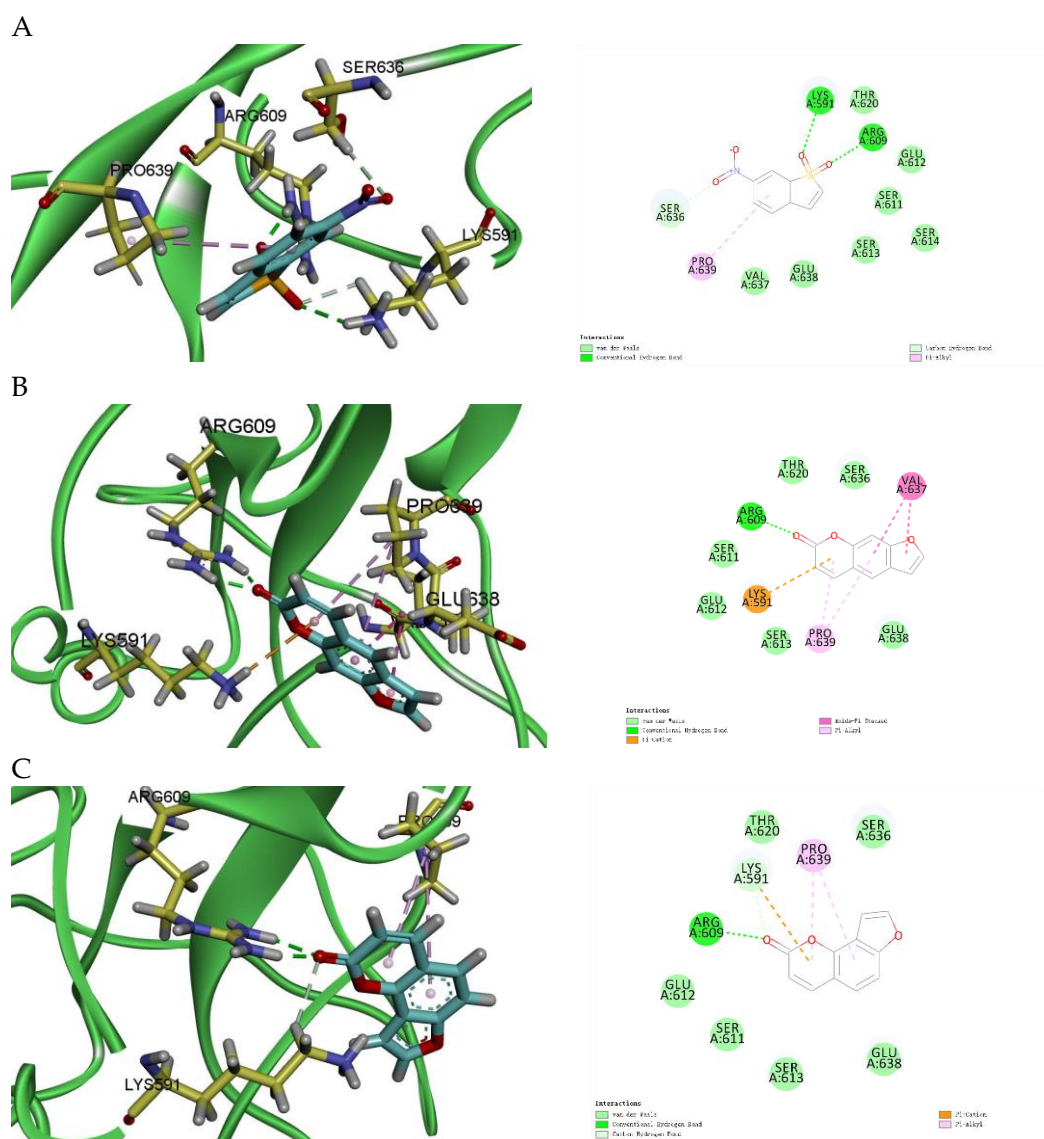 A
SER636
ARG609
PRO639
LYS591
LYS
A:591
THR
A:620
ARG
A:609
GLU
A:612
SER
A:611
SER
A:614
SER
A:613
GLU
A:638
VAL
A:637
PRO
A:639
SER
A:636
O
O
N
O
S
O
Interactions
van der Waals
Conventional Hydrogen Bond
Carbon Hydrogen Bond
Pi-Alkyl
B
ARG609
PRO639
GLU638
LYS591
THR
A:620
SER
A:636
VAL
A:637
ARG
A:609
SER
A:611
GLU
A:612
LYS
A:591
SER
A:613
PRO
A:639
GLU
A:638
O
O
O
Interactions
van der Waals
Conventional Hydrogen Bond
Pi-Cation
Amide-Pi Stacked
Pi-Alkyl
C
ARG609
LYS591
THR
A:620
PRO
A:639
SER
A:636
LYS
A:591
ARG
A:609
GLU
A:612
SER
A:611
SER
A:613
GLU
A:638
O
O
O
Interactions
van der Waals
Conventional Hydrogen Bond
Carbon Hydrogen Bond
Pi-Cation
Pi-Alkyl